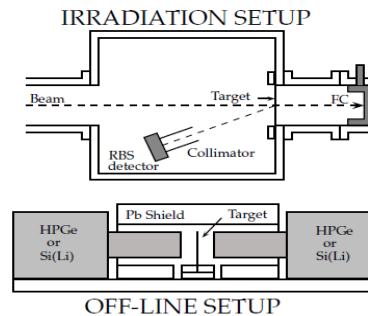 IRRADIATION SETUP
Beam
Target
FC
RBS
detector
Collimator
Pb Shield
Target
HPGe
or
Si(Li)
HPGe
or
Si(Li)
OFF-LINE SETUP